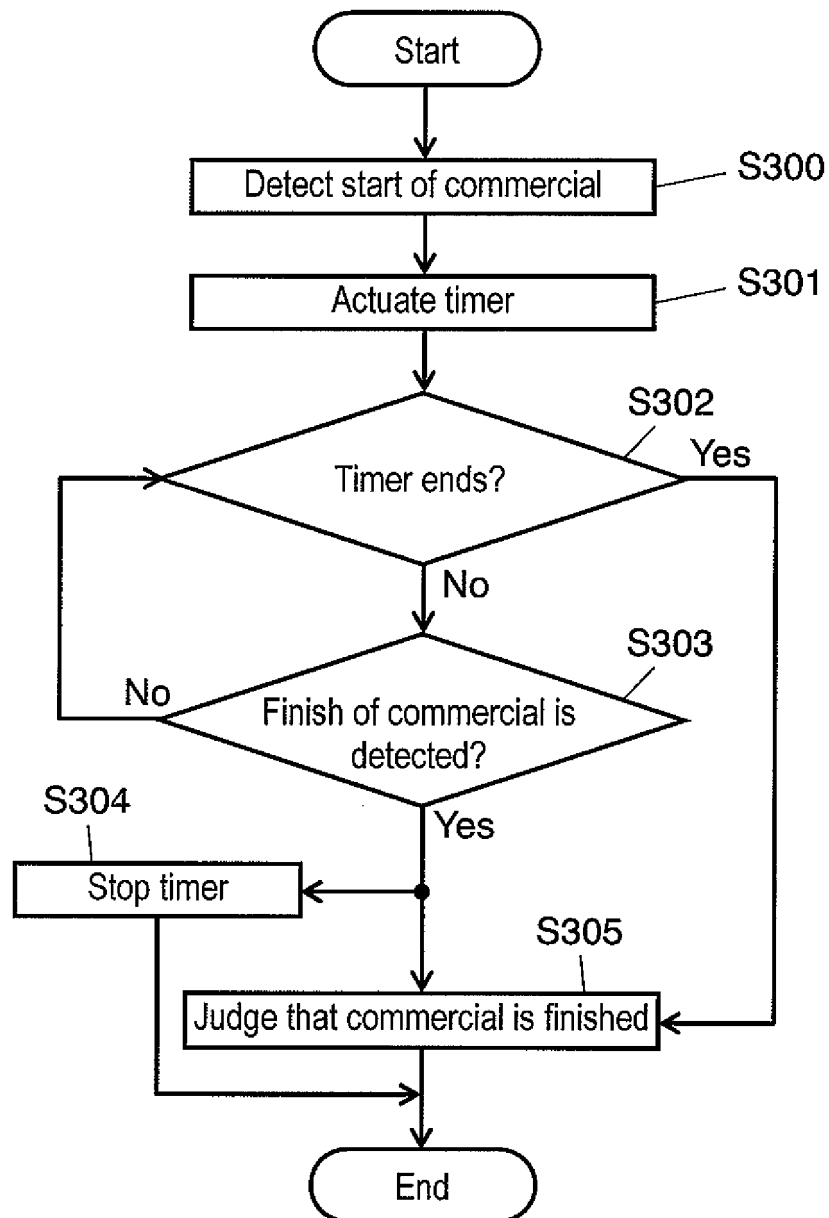 Start
Detect start of commercial
S300
Actuate timer
S301
S302
Timer ends?
Yes
No
S303
No
Finish of commercial is
detected?
S304
Yes
Stop timer
S305
Judge that commercial is finished
End